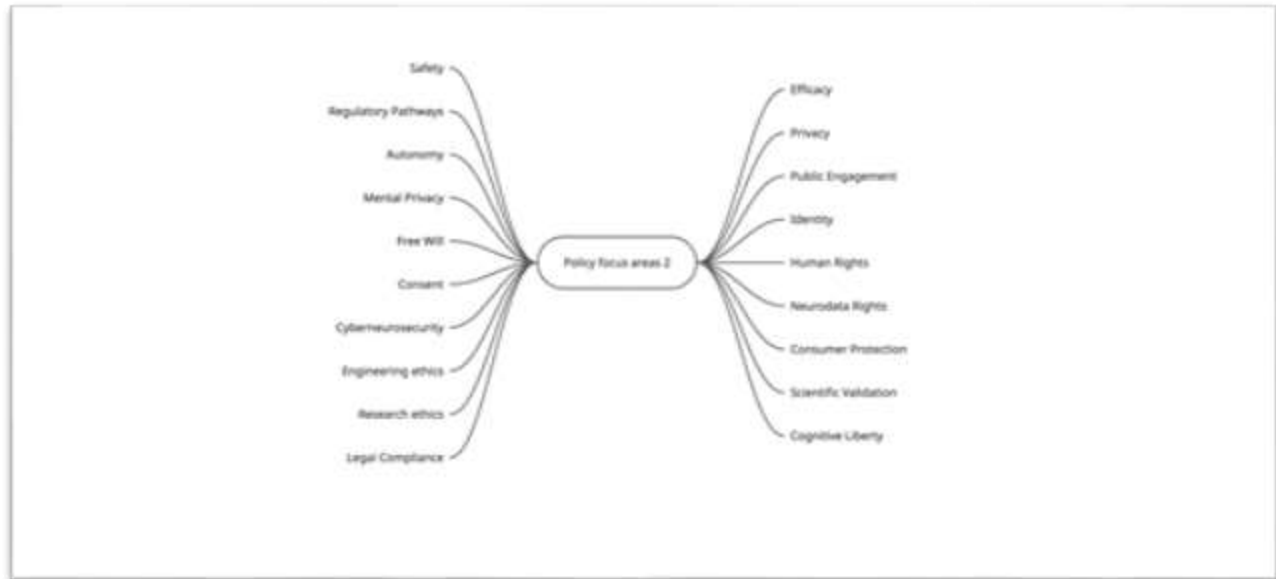 Safety
Regulatory Pathways
Autonomy
Mental Privacy
Free Will
Consent
Cyberneurosecurity
Engineering ethics
Research ethics
Legal Compliance
Policy focus areas 2
Efficacy
Privacy
Public Engagement
Identity
Human Rights
Neurodata Rights
Consumer Protection
Scientific Validation
Cognitive Liberty